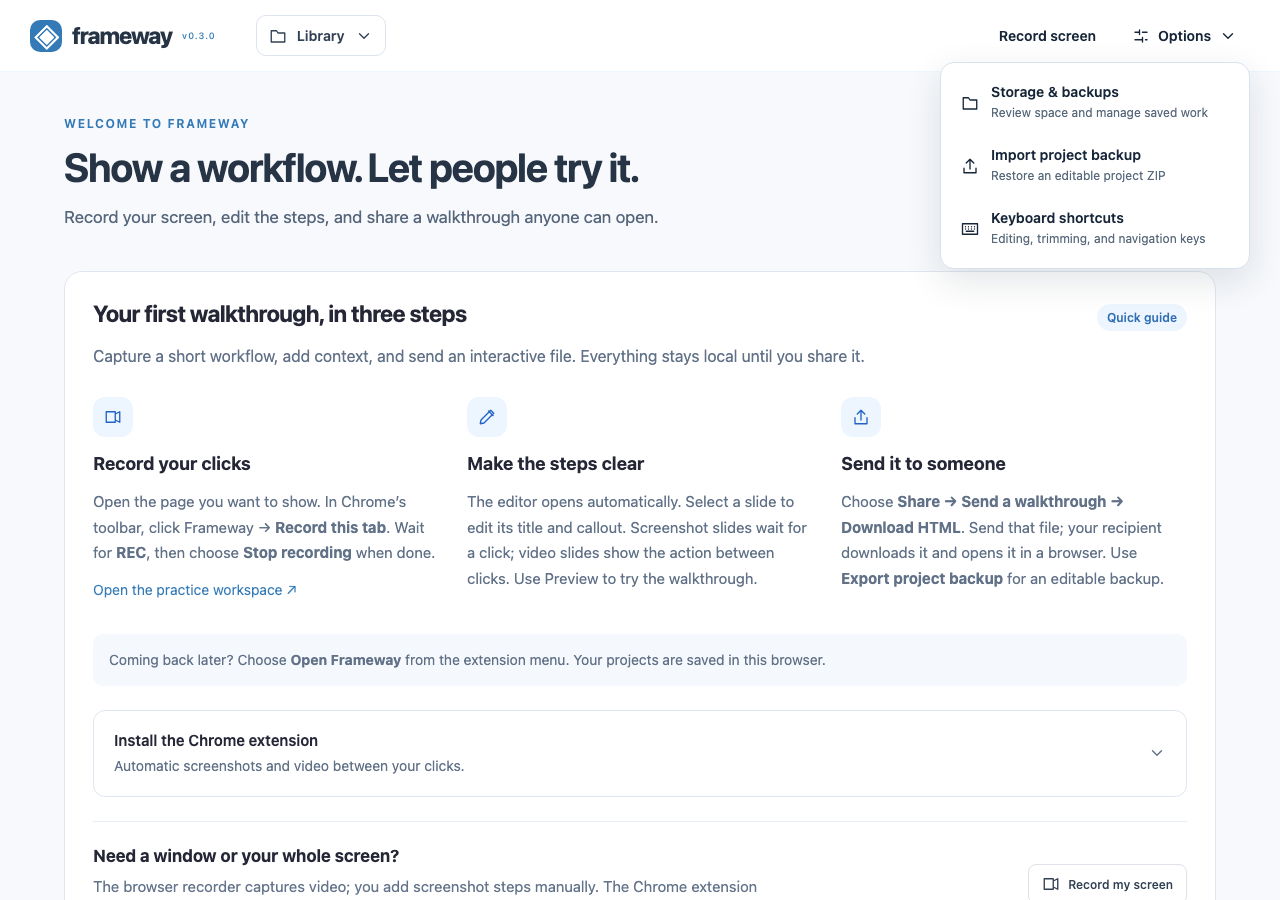 frameway v0.3.0
Library
Record screen
Options
Storage & backups
Review space and manage saved work
Import project backup
Restore an editable project ZIP
Keyboard shortcuts
Editing, trimming, and navigation keys
WELCOME TO FRAMEWAY
Show a workflow. Let people try it.
Record your screen, edit the steps, and share a walkthrough anyone can open.
Your first walkthrough, in three steps
Quick guide
Capture a short workflow, add context, and send an interactive file. Everything stays local until you share it.
Record your clicks
Open the page you want to show. In Chrome’s
toolbar, click Frameway → Record this tab. Wait
for REC, then choose Stop recording when done.
Open the practice workspace ↗
Make the steps clear
The editor opens automatically. Select a slide to
edit its title and callout. Screenshot slides wait for
a click; video slides show the action between
clicks. Use Preview to try the walkthrough.
Send it to someone
Choose Share → Send a walkthrough →
Download HTML. Send that file; your recipient
downloads it and opens it in a browser. Use
Export project backup for an editable backup.
Coming back later? Choose Open Frameway from the extension menu. Your projects are saved in this browser.
Install the Chrome extension
Automatic screenshots and video between your clicks.
Need a window or your whole screen?
The browser recorder captures video; you add screenshot steps manually. The Chrome extension
Record my screen